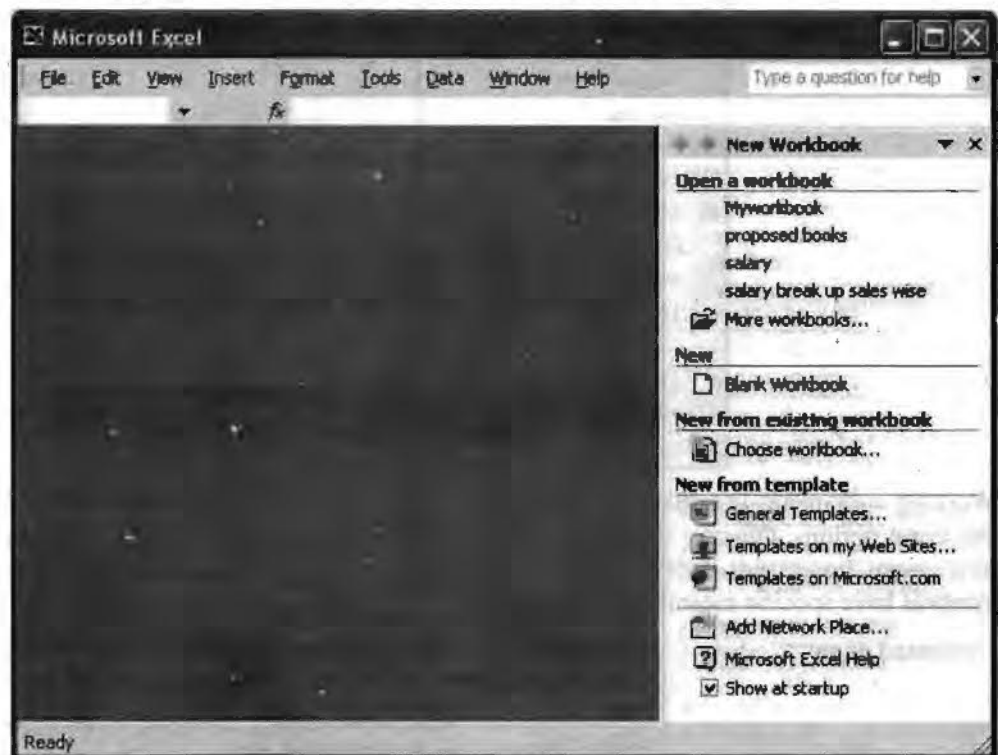 Microsoft Excel
File Edit View Insert Format Tools Data Window Help Type a question for help
fx
New Workbook
Open a workbook
Myworkbook
proposed books
salary
salary break up sales wise
More workbooks...
New
Blank Workbook
New from existing workbook
Choose workbook...
New from template
General Templates...
Templates on my Web Sites...
Templates on Microsoft.com
Add Network Place...
Microsoft Excel Help
Show at startup
Ready